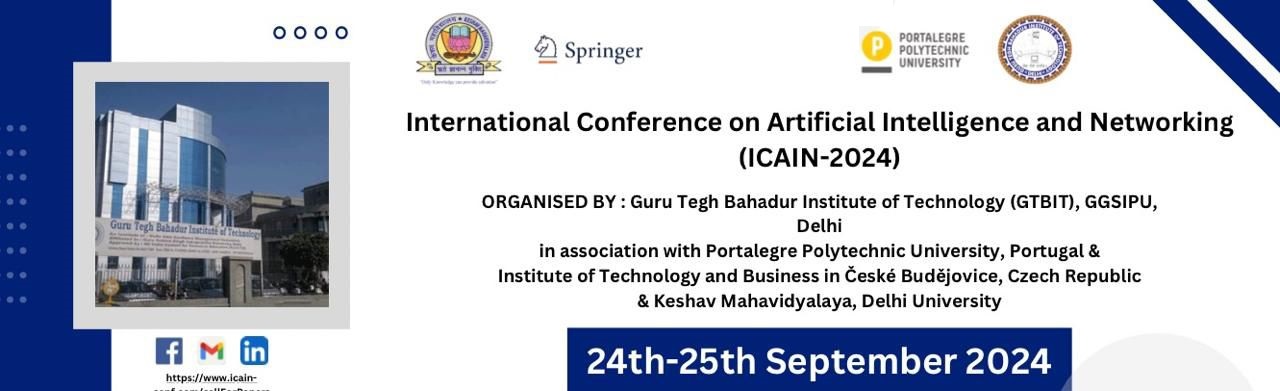 Springer
PORTALEGRE
POLYTECHNIC
UNIVERSITY
International Conference on Artificial Intelligence and Networking
(ICAIN-2024)
ORGANISED BY : Guru Tegh Bahadur Institute of Technology (GTBIT), GGSIPU,
Delhi
in association with Portalegre Polytechnic University, Portugal &
Institute of Technology and Business in České Budějovice, Czech Republic
& Keshav Mahavidyalaya, Delhi University
24th-25th September 2024
Guru Tegh Bahadur Institute of Technology
https://www.icain-